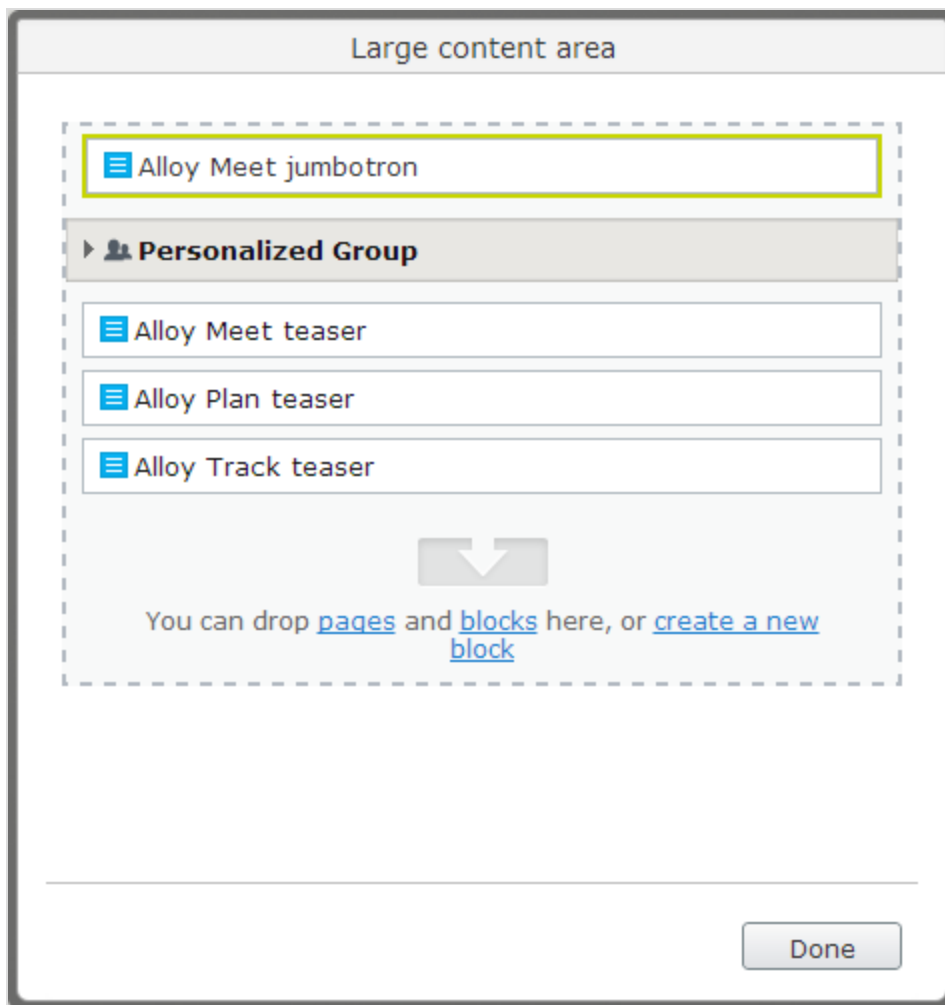 Large content area
Alloy Meet jumbotron
Personalized Group
Alloy Meet teaser
Alloy Plan teaser
Alloy Track teaser
You can drop pages and blocks here, or create a new
block
Done